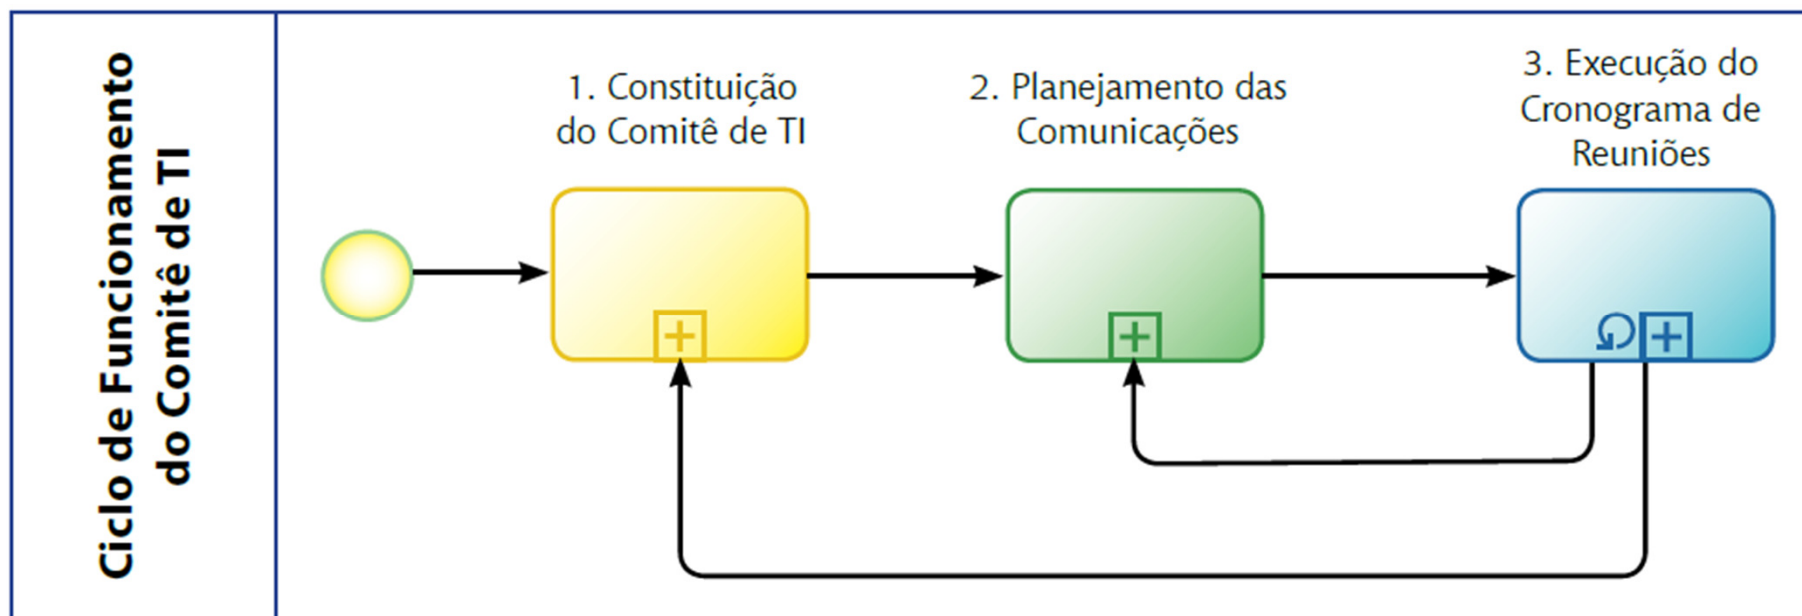 Ciclo de Funcionamento
do Comitê de TI
1. Constituição
do Comitê de TI
2. Planejamento das
Comunicações
3. Execução do
Cronograma de
Reuniões